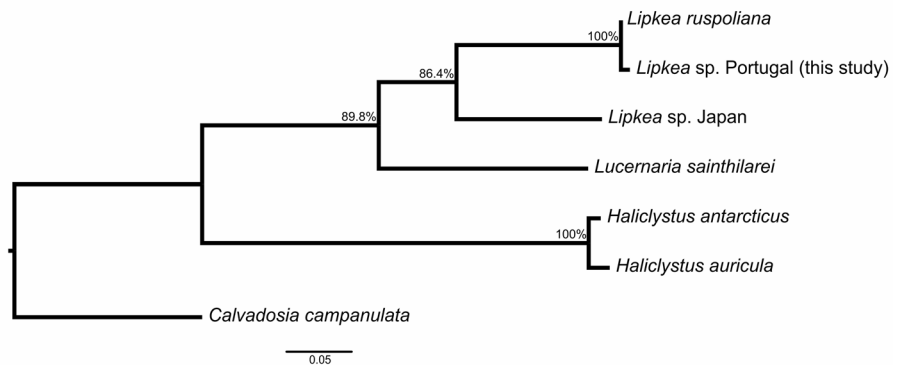 Lipkea ruspoliana
100%
Lipkea sp. Portugal (this study)
86.4%
Lipkea sp. Japan
89.8%
Lucernaria sainthilarei
Haliclystus antarcticus
100%
Haliclystus auricula
Calvadosia campanulata
0.05